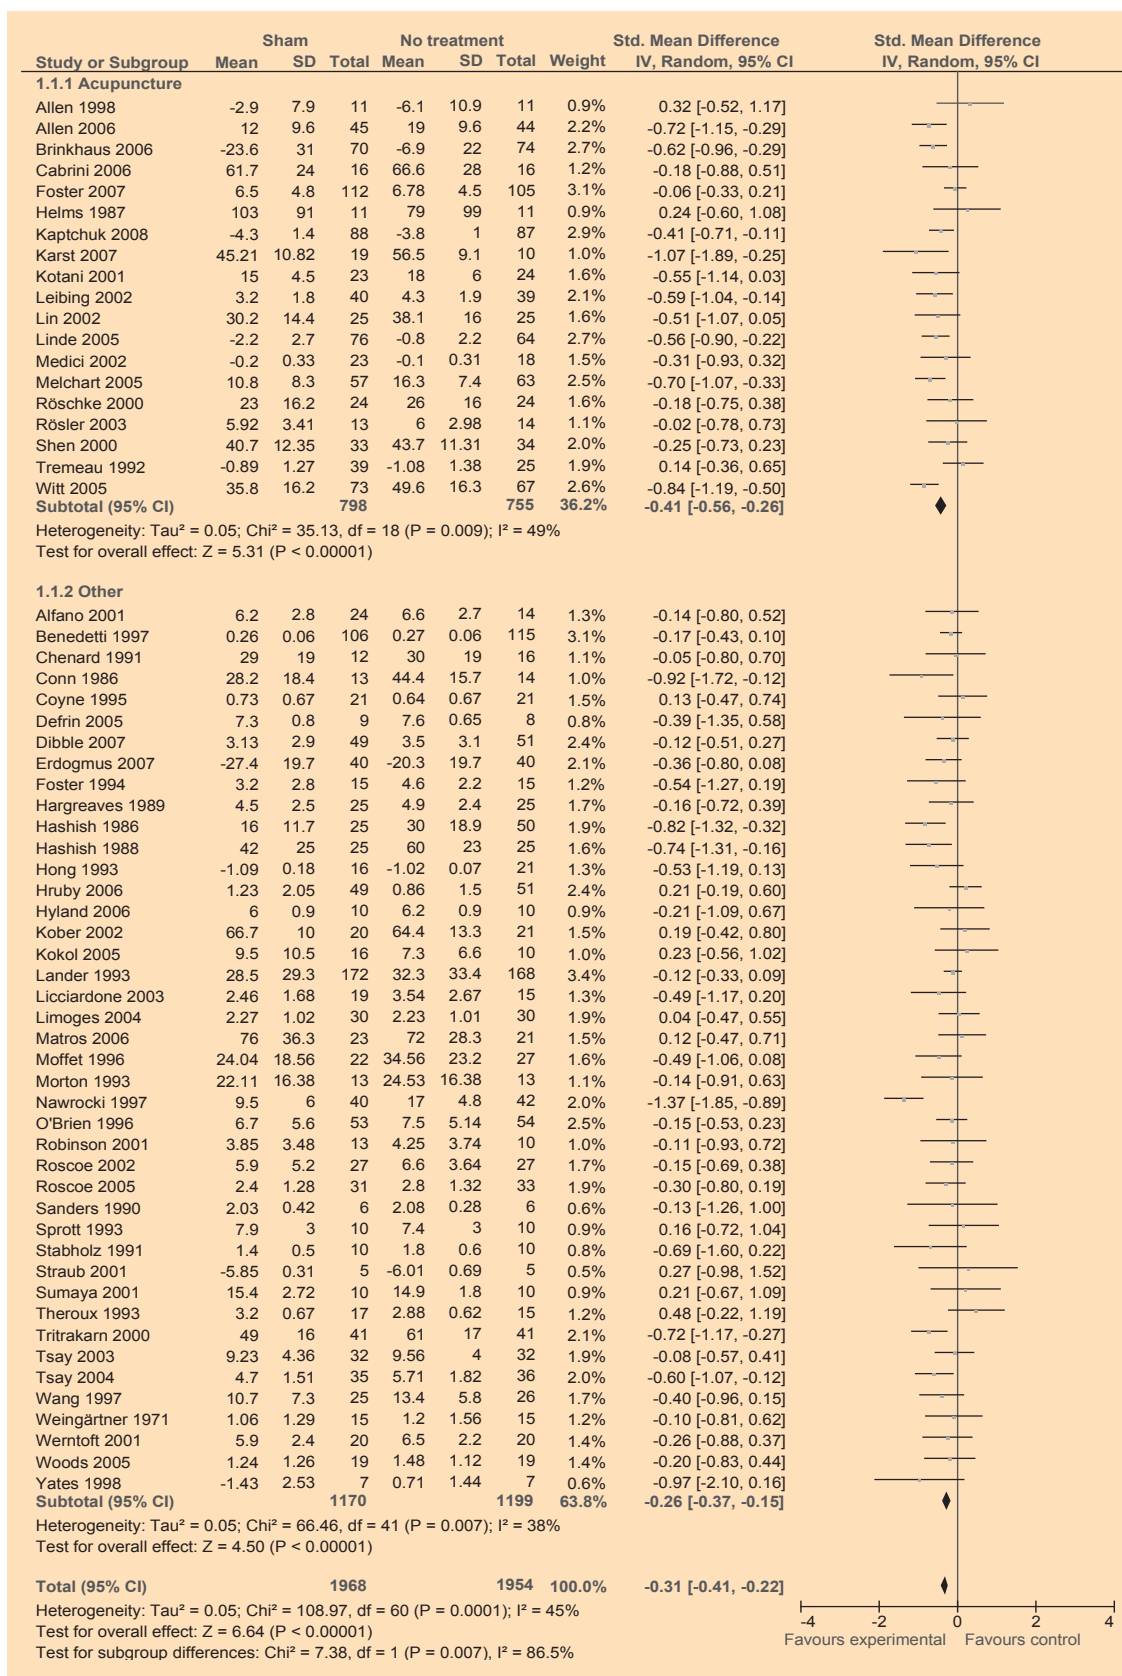 Sham No treatment Std. Mean Difference Std. Mean Difference
Study or Subgroup Mean SD Total Mean SD Total Weight IV, Random, 95% CI IV, Random, 95% CI
1.1.1 Acupuncture
Allen 1998 -2.9 7.9 11 -6.1 10.9 11 0.9% 0.32 [-0.52, 1.17]
Allen 2006 12 9.6 45 19 9.6 44 2.2% -0.72 [-1.15, -0.29]
Brinkhaus 2006 -23.6 31 70 -6.9 22 74 2.7% -0.62 [-0.96, -0.29]
Cabrini 2006 61.7 24 16 66.6 28 16 1.2% -0.18 [-0.88, 0.51]
Foster 2007 6.5 4.8 112 6.78 4.5 105 3.1% -0.06 [-0.33, 0.21]
Helms 1987 103 91 11 79 99 11 0.9% 0.24 [-0.60, 1.08]
Kaptchuk 2008 -4.3 1.4 88 -3.8 1 87 2.9% -0.41 [-0.71, -0.11]
Karst 2007 45.21 10.82 19 56.5 9.1 10 1.0% -1.07 [-1.89, -0.25]
Kotani 2001 15 4.5 23 18 6 24 1.6% -0.55 [-1.14, 0.03]
Leibing 2002 3.2 1.8 40 4.3 1.9 39 2.1% -0.59 [-1.04, -0.14]
Lin 2002 30.2 14.4 25 38.1 16 25 1.6% -0.51 [-1.07, 0.05]
Linde 2005 -2.2 2.7 76 -0.8 2.2 64 2.7% -0.56 [-0.90, -0.22]
Medici 2002 -0.2 0.33 23 -0.1 0.31 18 1.5% -0.31 [-0.93, 0.32]
Melchart 2005 10.8 8.3 57 16.3 7.4 63 2.5% -0.70 [-1.07, -0.33]
Röschke 2000 23 16.2 24 26 16 24 1.6% -0.18 [-0.75, 0.38]
Rösler 2003 5.92 3.41 13 6 2.98 14 1.1% -0.02 [-0.78, 0.73]
Shen 2000 40.7 12.35 33 43.7 11.31 34 2.0% -0.25 [-0.73, 0.23]
Tremeau 1992 -0.89 1.27 39 -1.08 1.38 25 1.9% 0.14 [-0.36, 0.65]
Witt 2005 35.8 16.2 73 49.6 16.3 67 2.6% -0.84 [-1.19, -0.50]
Subtotal (95% CI) 798 755 36.2% -0.41 [-0.56, -0.26]
Heterogeneity: Tau² = 0.05; Chi² = 35.13, df = 18 (P = 0.009); I² = 49%
Test for overall effect: Z = 5.31 (P < 0.00001)
1.1.2 Other
Alfano 2001 6.2 2.8 24 6.6 2.7 14 1.3% -0.14 [-0.80, 0.52]
Benedetti 1997 0.26 0.06 106 0.27 0.06 115 3.1% -0.17 [-0.43, 0.10]
Chenard 1991 29 19 12 30 19 16 1.1% -0.05 [-0.80, 0.70]
Conn 1986 28.2 18.4 13 44.4 15.7 14 1.0% -0.92 [-1.72, -0.12]
Coyne 1995 0.73 0.67 21 0.64 0.67 21 1.5% 0.13 [-0.47, 0.74]
Defrin 2005 7.3 0.8 9 7.6 0.65 8 0.8% -0.39 [-1.35, 0.58]
Dibble 2007 3.13 2.9 49 3.5 3.1 51 2.4% -0.12 [-0.51, 0.27]
Erdogmus 2007 -27.4 19.7 40 -20.3 19.7 40 2.1% -0.36 [-0.80, 0.08]
Foster 1994 3.2 2.8 15 4.6 2.2 15 1.2% -0.54 [-1.27, 0.19]
Hargreaves 1989 4.5 2.5 25 4.9 2.4 25 1.7% -0.16 [-0.72, 0.39]
Hashish 1986 16 11.7 25 30 18.9 50 1.9% -0.82 [-1.32, -0.32]
Hashish 1988 42 25 25 60 23 25 1.6% -0.74 [-1.31, -0.16]
Hong 1993 -1.09 0.18 16 -1.02 0.07 21 1.3% -0.53 [-1.19, 0.13]
Hruby 2006 1.23 2.05 49 0.86 1.5 51 2.4% 0.21 [-0.19, 0.60]
Hyland 2006 6 0.9 10 6.2 0.9 10 0.9% -0.21 [-1.09, 0.67]
Kober 2002 66.7 10 20 64.4 13.3 21 1.5% 0.19 [-0.42, 0.80]
Kokol 2005 9.5 10.5 16 7.3 6.6 10 1.0% 0.23 [-0.56, 1.02]
Lander 1993 28.5 29.3 172 32.3 33.4 168 3.4% -0.12 [-0.33, 0.09]
Licciardone 2003 2.46 1.68 19 3.54 2.67 15 1.3% -0.49 [-1.17, 0.20]
Limoges 2004 2.27 1.02 30 2.23 1.01 30 1.9% 0.04 [-0.47, 0.55]
Matros 2006 76 36.3 23 72 28.3 21 1.5% 0.12 [-0.47, 0.71]
Moffet 1996 24.04 18.56 22 34.56 23.2 27 1.6% -0.49 [-1.06, 0.08]
Morton 1993 22.11 16.38 13 24.53 16.38 13 1.1% -0.14 [-0.91, 0.63]
Nawrocki 1997 9.5 6 40 17 4.8 42 2.0% -1.37 [-1.85, -0.89]
O'Brien 1996 6.7 5.6 53 7.5 5.14 54 2.5% -0.15 [-0.53, 0.23]
Robinson 2001 3.85 3.48 13 4.25 3.74 10 1.0% -0.11 [-0.93, 0.72]
Roscoe 2002 5.9 5.2 27 6.6 3.64 27 1.7% -0.15 [-0.69, 0.38]
Roscoe 2005 2.4 1.28 31 2.8 1.32 33 1.9% -0.30 [-0.80, 0.19]
Sanders 1990 2.03 0.42 6 2.08 0.28 6 0.6% -0.13 [-1.26, 1.00]
Sprott 1993 7.9 3 10 7.4 3 10 0.9% 0.16 [-0.72, 1.04]
Stabholz 1991 1.4 0.5 10 1.8 0.6 10 0.8% -0.69 [-1.60, 0.22]
Straub 2001 -5.85 0.31 5 -6.01 0.69 5 0.5% 0.27 [-0.98, 1.52]
Sumaya 2001 15.4 2.72 10 14.9 1.8 10 0.9% 0.21 [-0.67, 1.09]
Theroux 1993 3.2 0.67 17 2.88 0.62 15 1.2% 0.48 [-0.22, 1.19]
Tritrakarn 2000 49 16 41 61 17 41 2.1% -0.72 [-1.17, -0.27]
Tsay 2003 9.23 4.36 32 9.56 4 32 1.9% -0.08 [-0.57, 0.41]
Tsay 2004 4.7 1.51 35 5.71 1.82 36 2.0% -0.60 [-1.07, -0.12]
Wang 1997 10.7 7.3 25 13.4 5.8 26 1.7% -0.40 [-0.96, 0.15]
Weingärtner 1971 1.06 1.29 15 1.2 1.56 15 1.2% -0.10 [-0.81, 0.62]
Werntoft 2001 5.9 2.4 20 6.5 2.2 20 1.4% -0.26 [-0.88, 0.37]
Woods 2005 1.24 1.26 19 1.48 1.12 19 1.4% -0.20 [-0.83, 0.44]
Yates 1998 -1.43 2.53 7 0.71 1.44 7 0.6% -0.97 [-2.10, 0.16]
Subtotal (95% CI) 1170 1199 63.8% -0.26 [-0.37, -0.15]
Heterogeneity: Tau² = 0.05; Chi² = 66.46, df = 41 (P = 0.007); I² = 38%
Test for overall effect: Z = 4.50 (P < 0.00001)
Total (95% CI) 1968 1954 100.0% -0.31 [-0.41, -0.22]
Heterogeneity: Tau² = 0.05; Chi² = 108.97, df = 60 (P = 0.0001); I² = 45%
Test for overall effect: Z = 6.64 (P < 0.00001)
Test for subgroup differences: Chi² = 7.38, df = 1 (P = 0.007), I² = 86.5%
-4 -2 0 2 4
Favours experimental Favours control